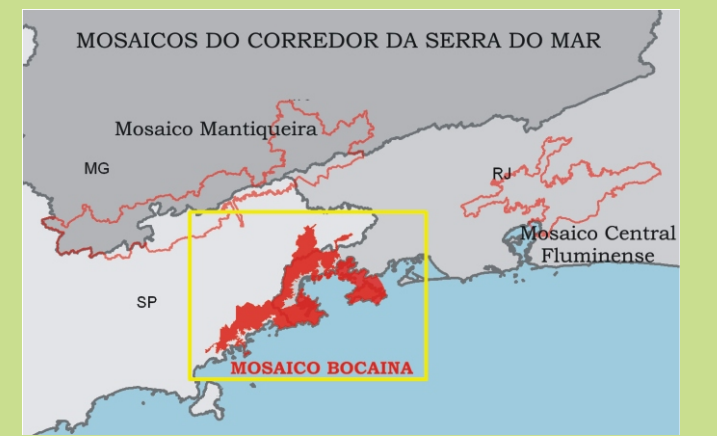 MOSAICOS DO CORREDOR DA SERRA DO MAR
Mosaico Mantiqueira
MG
RJ
Mosaico Central
Fluminense
SP
MOSAICO BOCAINA